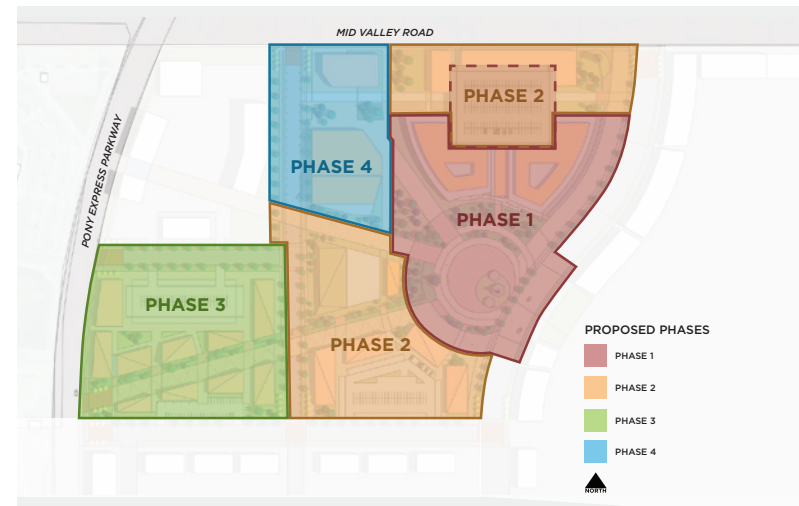 MID VALLEY ROAD
PHASE 2
PONY EXPRESS PARKWAY
PHASE 4
PHASE 1
PHASE 3
PHASE 2
PROPOSED PHASES
PHASE 1
PHASE 2
PHASE 3
PHASE 4
NORTH